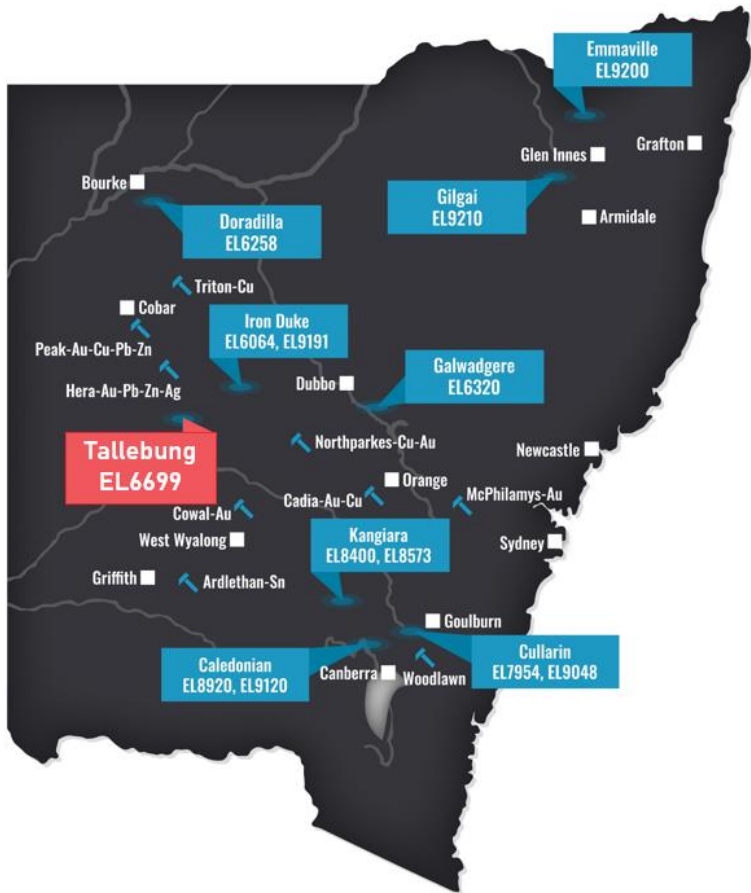 Emmaville
EL9200
Grafton
Glen Innes
Bourke
Gilgai
EL9210
Armidale
Doradilla
EL6258
Triton-Cu
Cobar
Iron Duke
EL6064, EL9191
Peak-Au-Cu-Pb-Zn
Galwadgere
EL6320
Dubbo
Hera-Au-Pb-Zn-Ag
Tallebung
EL6699
Northparkes-Cu-Au
Newcastle
Orange
Cadia-Au-Cu
McPhilamys-Au
Cowal-Au
Kangiara
EL8400, EL8573
West Wyalong
Sydney
Griffith
Ardlethan-Sn
Goulburn
Cullarin
EL7954, EL9048
Caledonian
EL8920, EL9120
Canberra
Woodlawn